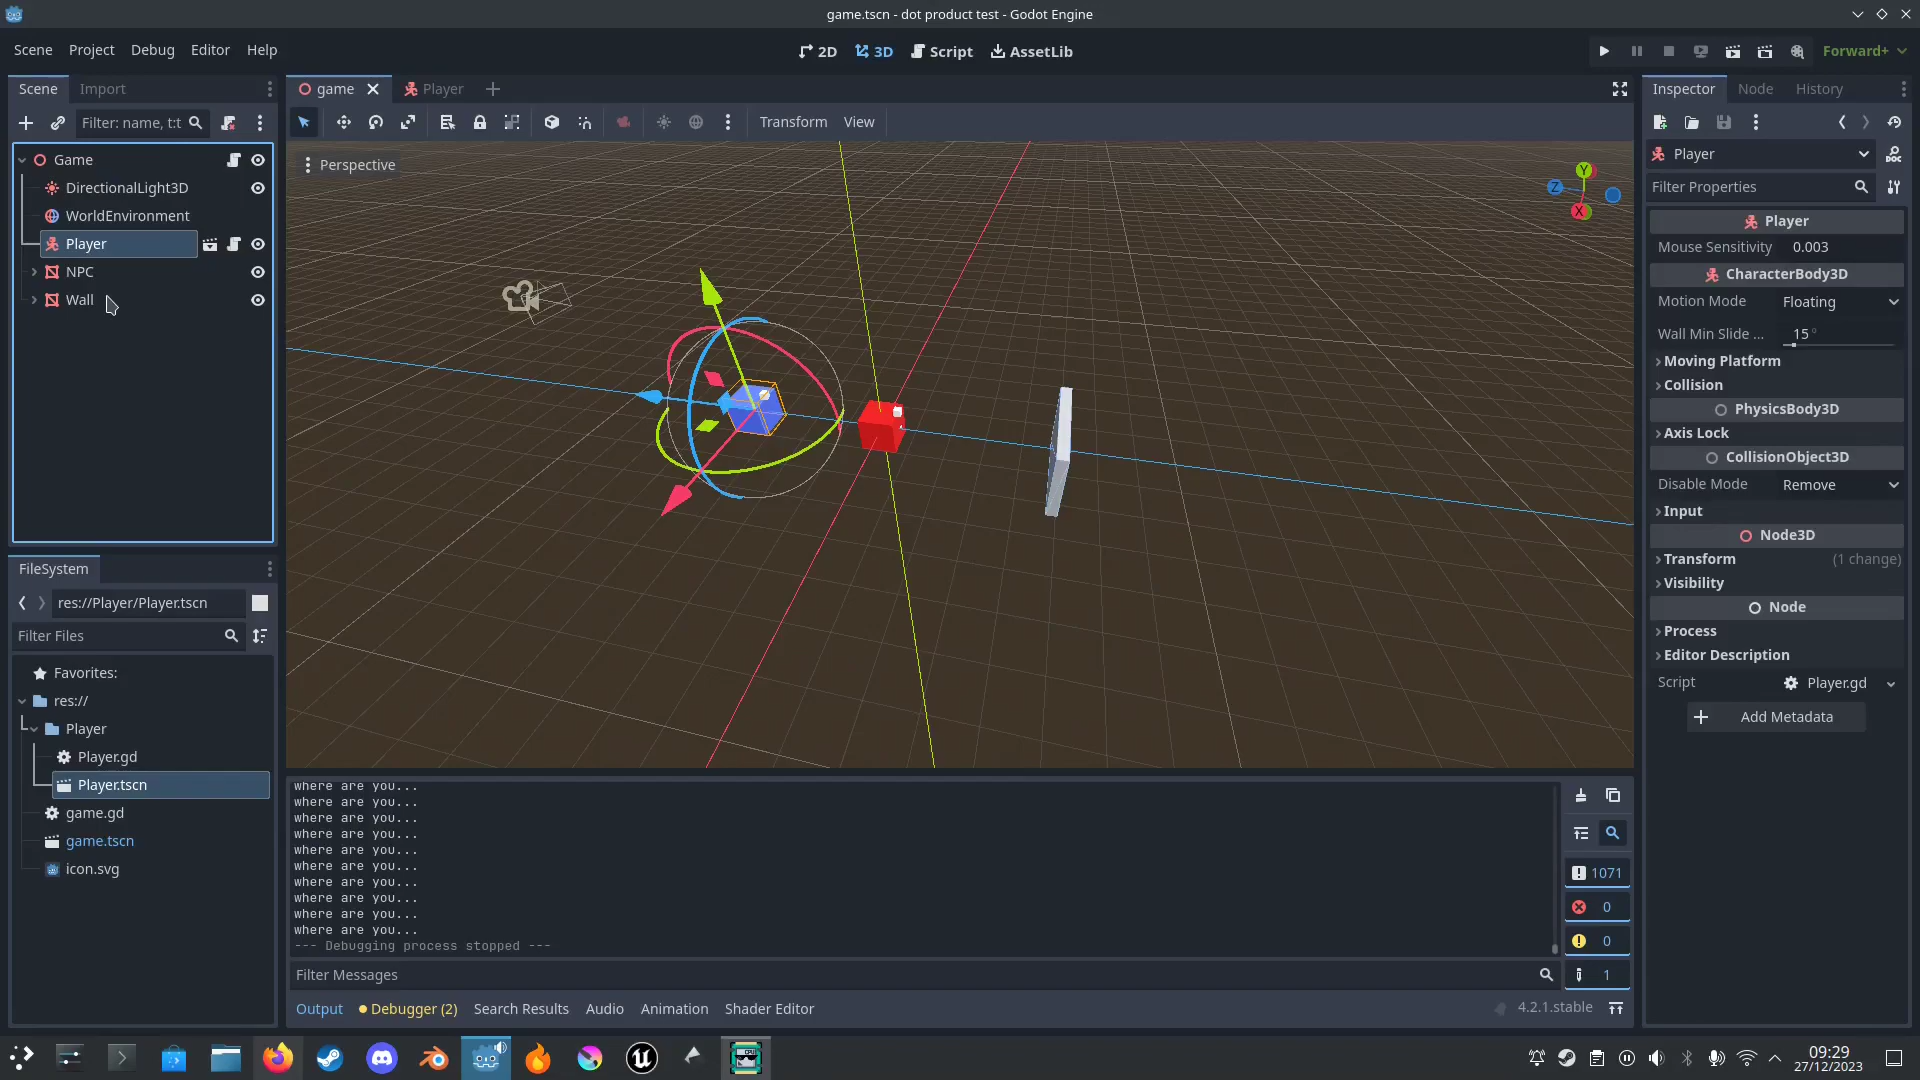 game.tscn - dot product test - Godot Engine
Scene Project Debug Editor Help
2D 3D Script AssetLib
Forward+
Scene Import
game Player
Inspector Node History
Filter: name, t:t
Transform View
Game
DirectionalLight3D
WorldEnvironment
Player
NPC
Wall
Perspective
Y
Z
X
Player
Filter Properties
Player
Mouse Sensitivity 0.003
CharacterBody3D
Motion Mode Floating
Wall Min Slide ... 15 °
Moving Platform
Collision
PhysicsBody3D
Axis Lock
CollisionObject3D
Disable Mode Remove
Input
Node3D
Transform (1 change)
Visibility
Node
Process
Editor Description
Script Player.gd
Add Metadata
FileSystem
res://Player/Player.tscn
Filter Files
Favorites:
res://
Player
Player.gd
Player.tscn
game.gd
game.tscn
icon.svg
where are you...
where are you...
where are you...
where are you...
where are you...
where are you...
where are you...
where are you...
where are you...
where are you...
--- Debugging process stopped ---
1071
0
0
1
Filter Messages
Output Debugger (2) Search Results Audio Animation Shader Editor
4.2.1.stable
09:29
27/12/2023